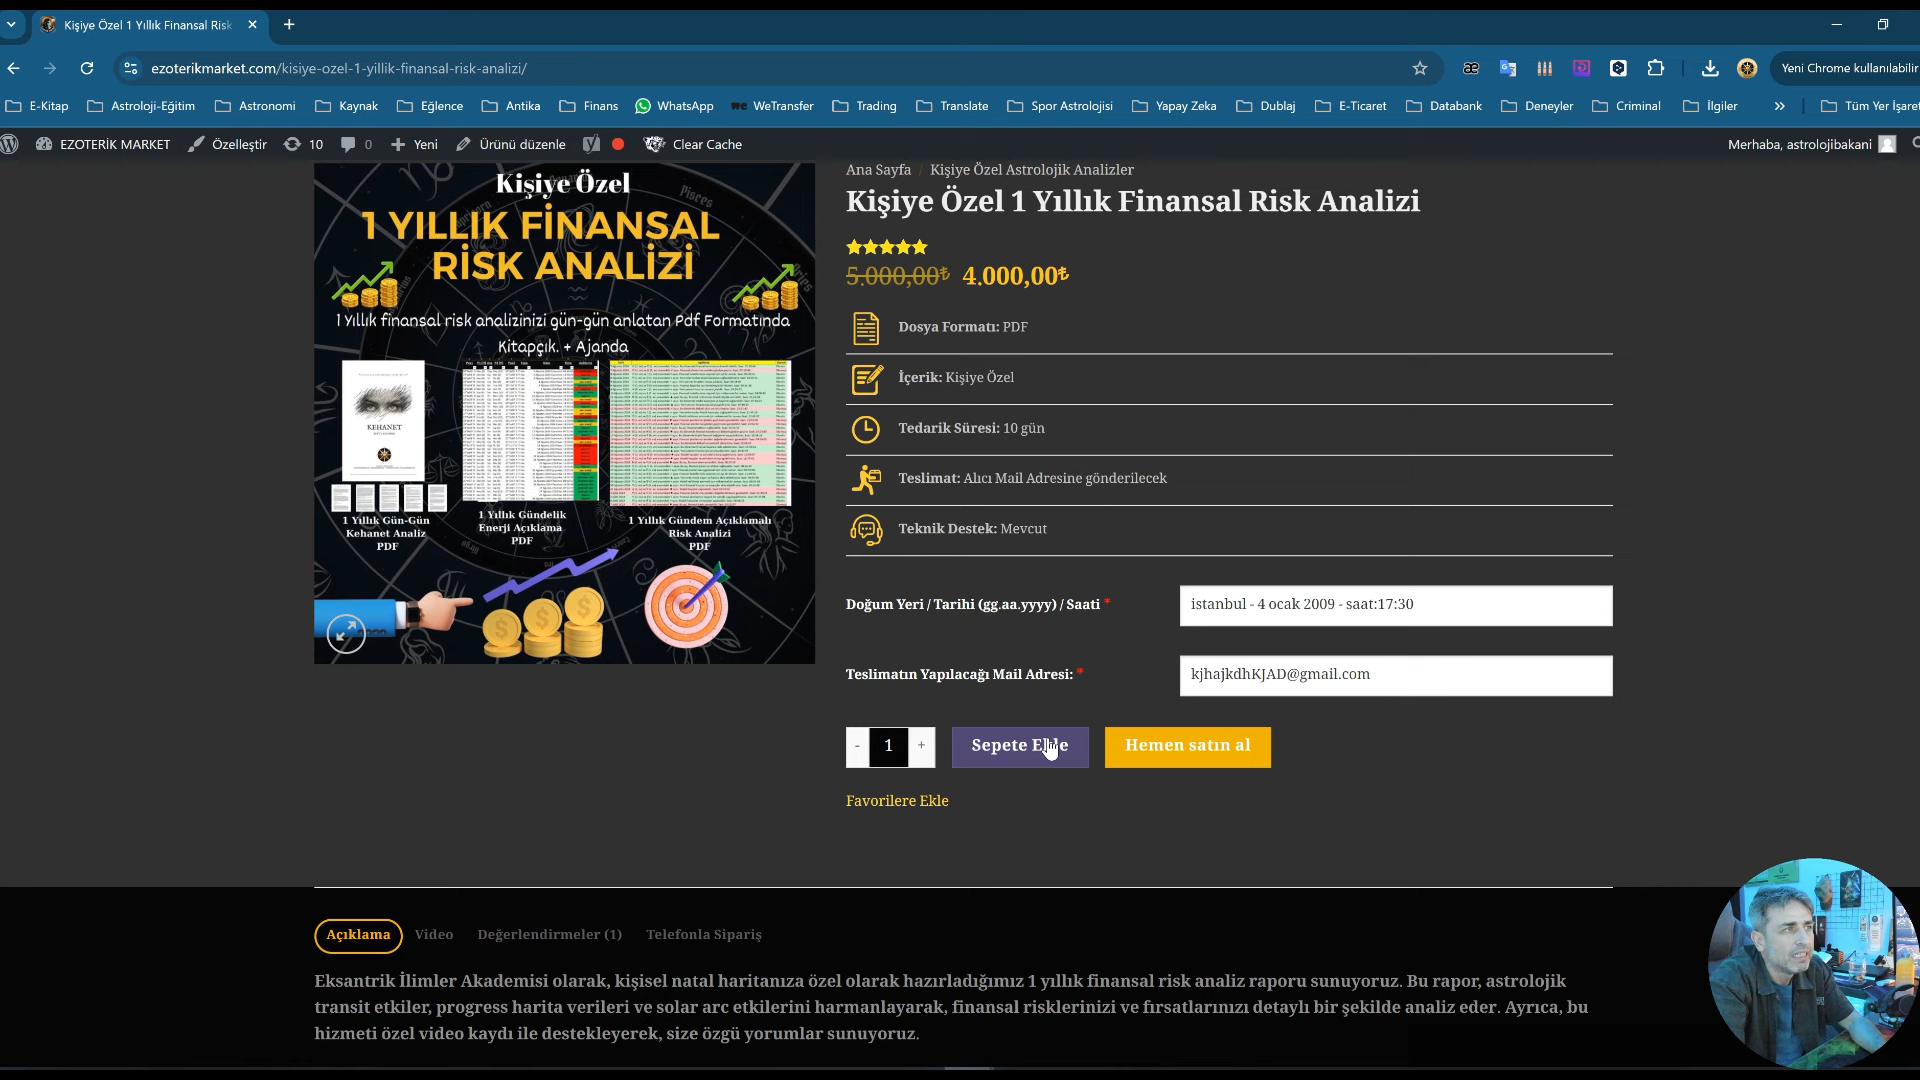 Kişiye Özel 1 Yıllık Finansal Risk
ezoterikmarket.com/kisiye-ozel-1-yillik-finansal-risk-analizi/
Yeni Chrome kullanılabilir
E-Kitap
Astroloji-Eğitim
Astronomi
Kaynak
Eğlence
Antika
Finans
WhatsApp
WeTransfer
Trading
Translate
Spor Astrolojisi
Yapay Zeka
Dublaj
E-Ticaret
Databank
Deneyler
Criminal
İlgiler
»
Tüm Yer İşaret
EZOTERİK MARKET
Özelleştir
10
0
Yeni
Ürünü düzenle
Clear Cache
Merhaba, astrolojibakani
Kişiye Özel
1 YILLIK FİNANSAL
RİSK ANALİZİ
Pisces
1 Yıllık finansal risk analizinizi gün-gün anlatan Pdf Formatında
Kitapçık. + Ajanda
KEHANET
1 Yıllık Gün-Gün
Kehanet Analiz
PDF
1 Yıllık Gündelik
Enerji Açıklama
PDF
1 Yıllık Gündem Açıklamalı
Risk Analizi
PDF
Ana Sayfa / Kişiye Özel Astrolojik Analizler
Kişiye Özel 1 Yıllık Finansal Risk Analizi
5.000,00₺ 4.000,00₺
Dosya Formatı: PDF
İçerik: Kişiye Özel
Tedarik Süresi: 10 gün
Teslimat: Alıcı Mail Adresine gönderilecek
Teknik Destek: Mevcut
Doğum Yeri / Tarihi (gg.aa.yyyy) / Saati *
istanbul - 4 ocak 2009 - saat:17:30
Teslimatın Yapılacağı Mail Adresi: *
kjhajkdhKJAD@gmail.com
- 1 +
Sepete Ekle
Hemen satın al
Favorilere Ekle
Açıklama
Video
Değerlendirmeler (1)
Telefonla Sipariş
Eksantrik İlimler Akademisi olarak, kişisel natal haritanıza özel olarak hazırladığımız 1 yıllık finansal risk analiz raporu sunuyoruz. Bu rapor, astrolojik
transit etkiler, progress harita verileri ve solar arc etkilerini harmanlayarak, finansal risklerinizi ve fırsatlarınızı detaylı bir şekilde analiz eder. Ayrıca, bu
hizmeti özel video kaydı ile destekleyerek, size özgü yorumlar sunuyoruz.